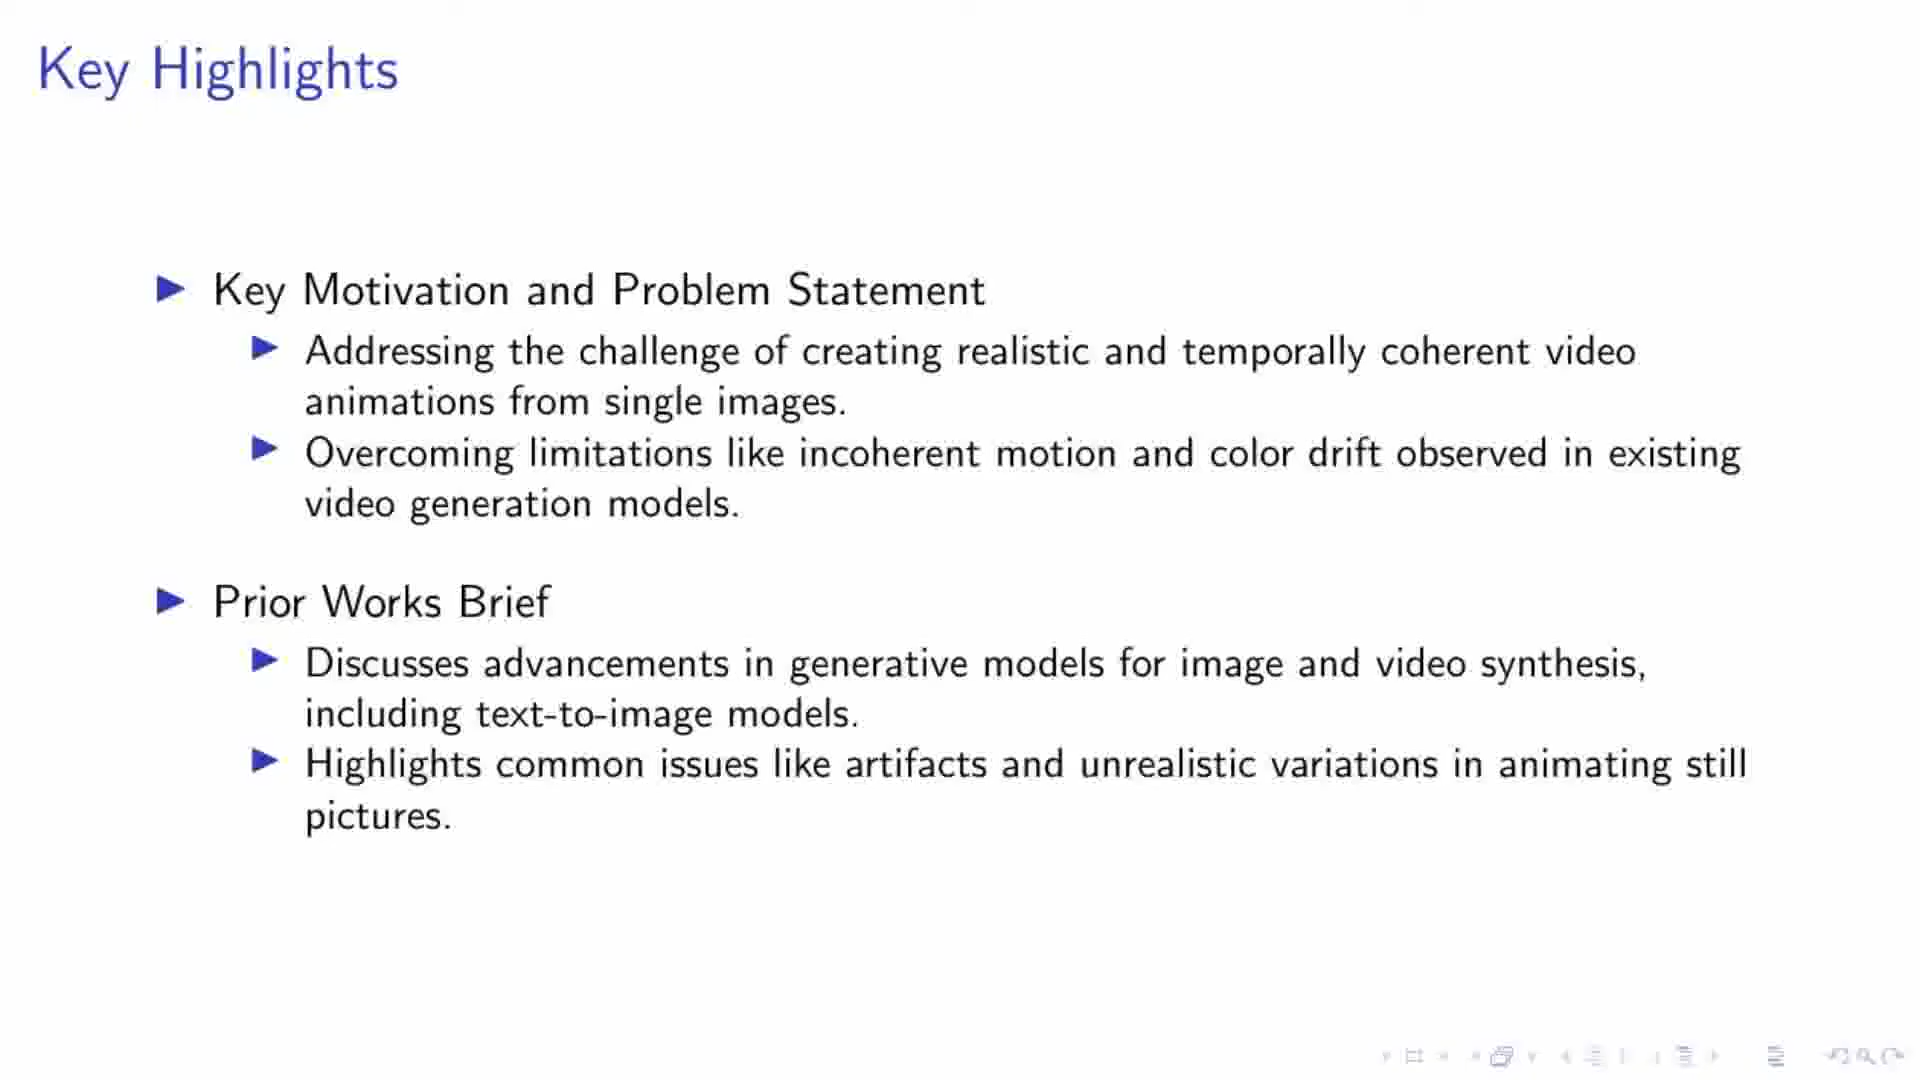 Key Highlights
Key Motivation and Problem Statement
Addressing the challenge of creating realistic and temporally coherent video
animations from single images.
Overcoming limitations like incoherent motion and color drift observed in existing
video generation models.
Prior Works Brief
Discusses advancements in generative models for image and video synthesis,
including text-to-image models.
Highlights common issues like artifacts and unrealistic variations in animating still
pictures.